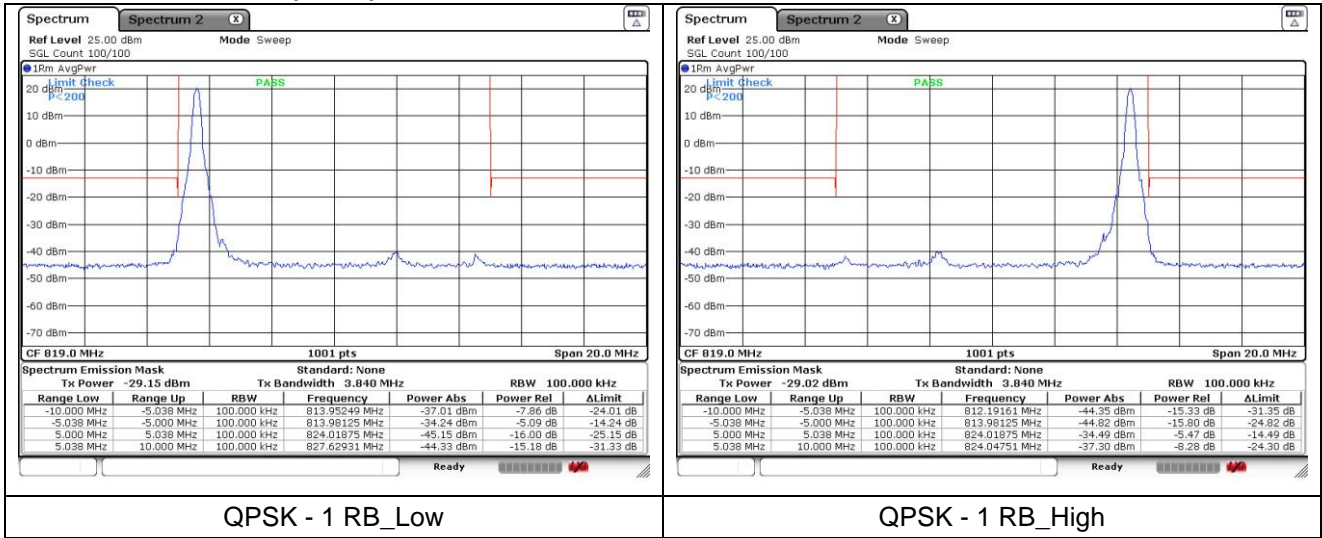 Spectrum Spectrum 2 X
Ref Level 25.00 dBm Mode Sweep
SGL Count 100/100
1Rm AvgPwr
Limit Check PASS
20 dBm
P<200
10 dBm
0 dBm
-10 dBm
-20 dBm
-30 dBm
-40 dBm
-50 dBm
-60 dBm
-70 dBm
CF 819.0 MHz 1001 pts Span 20.0 MHz
Spectrum Emission Mask Standard: None
Tx Power -29.15 dBm Tx Bandwidth 3.840 MHz RBW 100.000 kHz
Range Low Range Up RBW Frequency Power Abs Power Rel ΔLimit
-10.000 MHz -5.038 MHz 100.000 kHz 813.95249 MHz -37.01 dBm -7.86 dB -24.01 dB
-5.038 MHz -5.000 MHz 100.000 kHz 813.98125 MHz -34.24 dBm -5.09 dB -14.24 dB
5.000 MHz 5.038 MHz 100.000 kHz 824.01875 MHz -45.15 dBm -16.00 dB -25.15 dB
5.038 MHz 10.000 MHz 100.000 kHz 827.62931 MHz -44.33 dBm -15.18 dB -31.33 dB
Ready
QPSK - 1 RB_Low
Spectrum Spectrum 2 X
Ref Level 25.00 dBm Mode Sweep
SGL Count 100/100
1Rm AvgPwr
Limit Check PASS
20 dBm
P<200
10 dBm
0 dBm
-10 dBm
-20 dBm
-30 dBm
-40 dBm
-50 dBm
-60 dBm
-70 dBm
CF 819.0 MHz 1001 pts Span 20.0 MHz
Spectrum Emission Mask Standard: None
Tx Power -29.02 dBm Tx Bandwidth 3.840 MHz RBW 100.000 kHz
Range Low Range Up RBW Frequency Power Abs Power Rel ΔLimit
-10.000 MHz -5.038 MHz 100.000 kHz 812.19161 MHz -44.35 dBm -15.33 dB -31.35 dB
-5.038 MHz -5.000 MHz 100.000 kHz 813.98125 MHz -44.82 dBm -15.80 dB -24.82 dB
5.000 MHz 5.038 MHz 100.000 kHz 824.01875 MHz -34.49 dBm -5.47 dB -14.49 dB
5.038 MHz 10.000 MHz 100.000 kHz 824.04751 MHz -37.30 dBm -8.28 dB -24.30 dB
Ready
QPSK - 1 RB_High